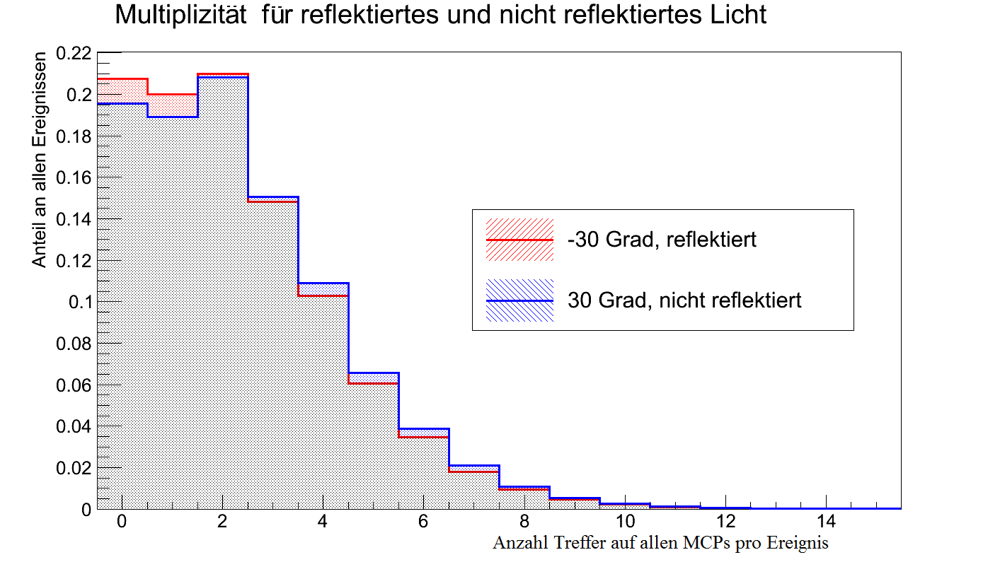 Multiplizität für reflektiertes und nicht reflektiertes Licht
Anteil an allen Ereignissen
0.22
0.2
0.18
0.16
0.14
0.12
0.1
0.08
0.06
0.04
0.02
0
-30 Grad, reflektiert
30 Grad, nicht reflektiert
0 2 4 6 8 10 12 14
Anzahl Treffer auf allen MCPs pro Ereignis